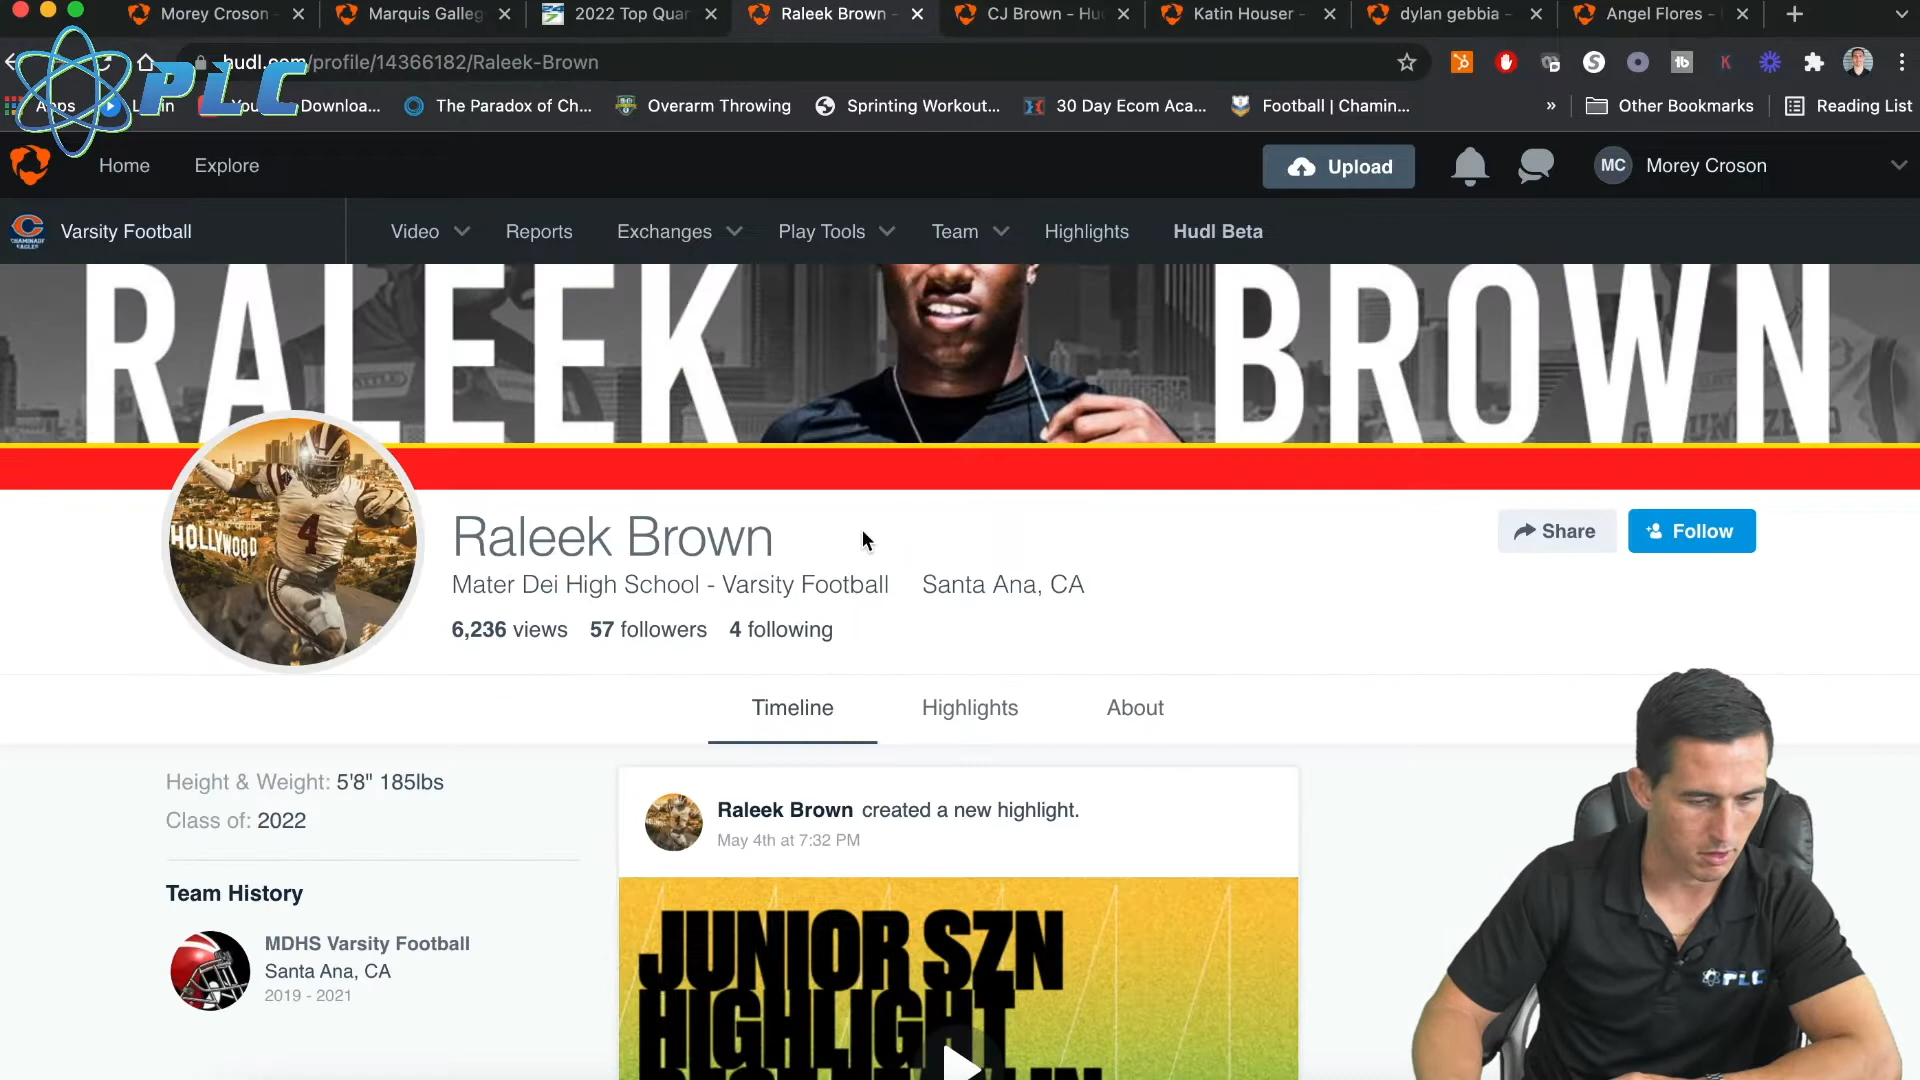 Morey Croson - Marquis Galleg 2022 Top Quar Raleek Brown - CJ Brown - Hu Katin Houser - dylan gebbia - Angel Flores -
hudl.com/profile/14366182/Raleek-Brown
PLC
Apps Downloa... The Paradox of Ch... Overarm Throwing Sprinting Workout... 30 Day Ecom Aca... Football | Chamin... » Other Bookmarks Reading List
Home Explore Upload MC Morey Croson
Varsity Football Video Reports Exchanges Play Tools Team Highlights Hudl Beta
RALEEK BROWN
HOLLYWOOD
4
Raleek Brown
Share Follow
Mater Dei High School - Varsity Football Santa Ana, CA
6,236 views 57 followers 4 following
Timeline Highlights About
Height & Weight: 5'8" 185lbs
Class of: 2022
Team History
MDHS Varsity Football
Santa Ana, CA
2019 - 2021
Raleek Brown created a new highlight.
May 4th at 7:32 PM
JUNIOR SZN
HIGHLIGHT
PLC